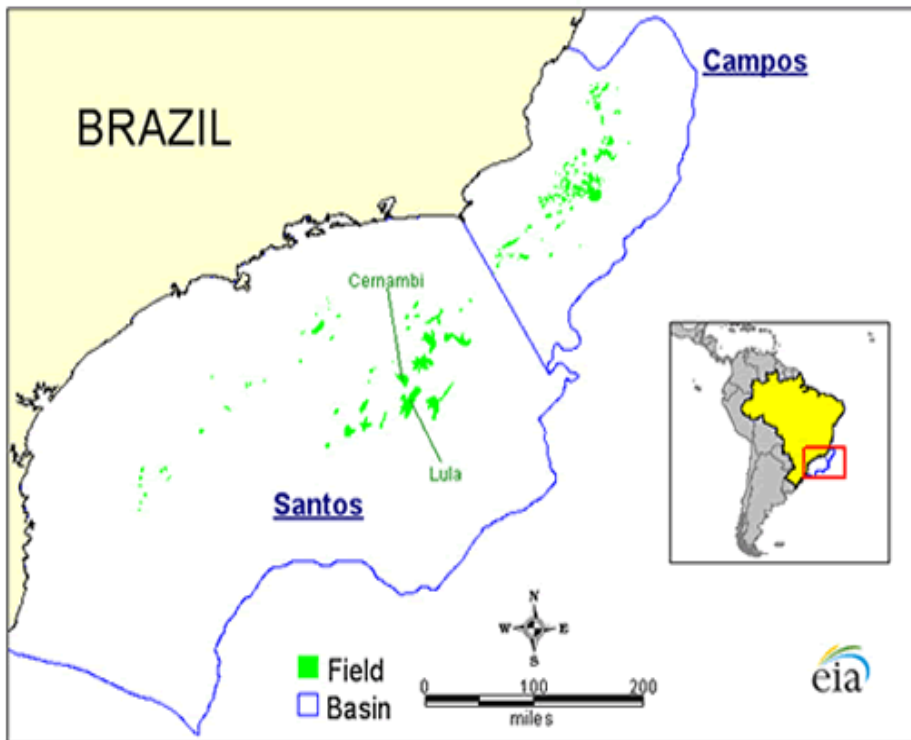 Campos
BRAZIL
Cernambi
Lula
Santos
N
W E
S
Field
Basin
0 100 200
miles
eia